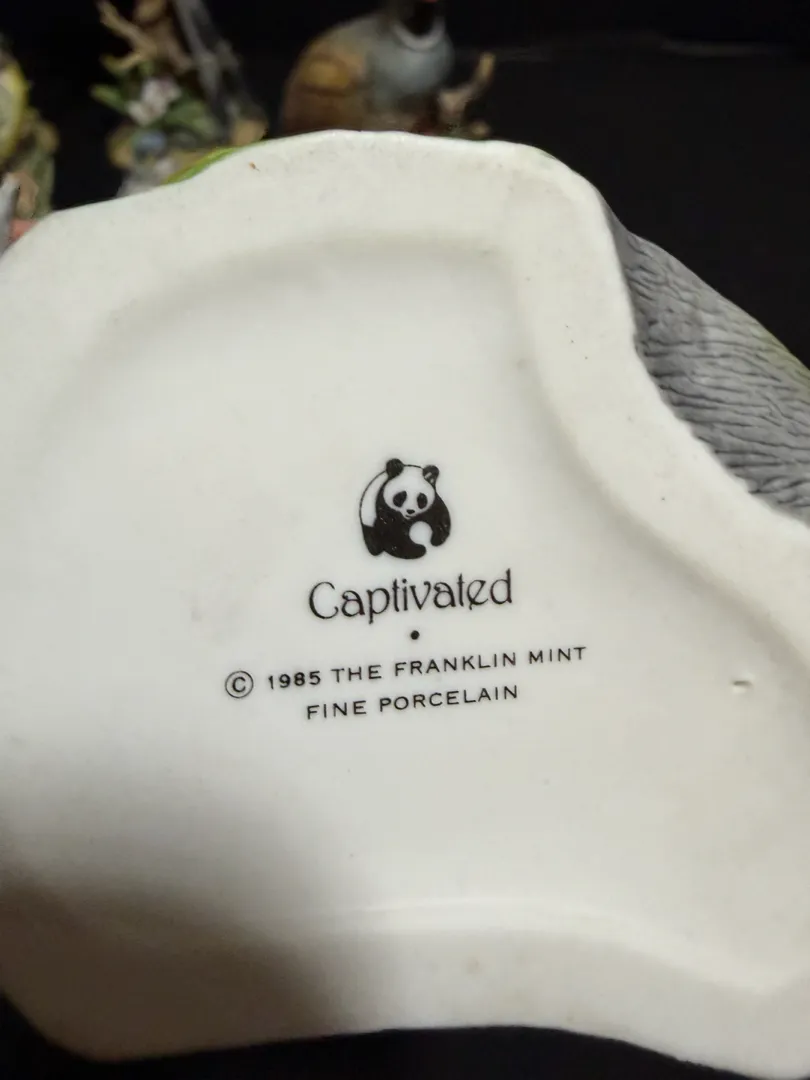 Captivated
•
© 1985 THE FRANKLIN MINT
FINE PORCELAIN